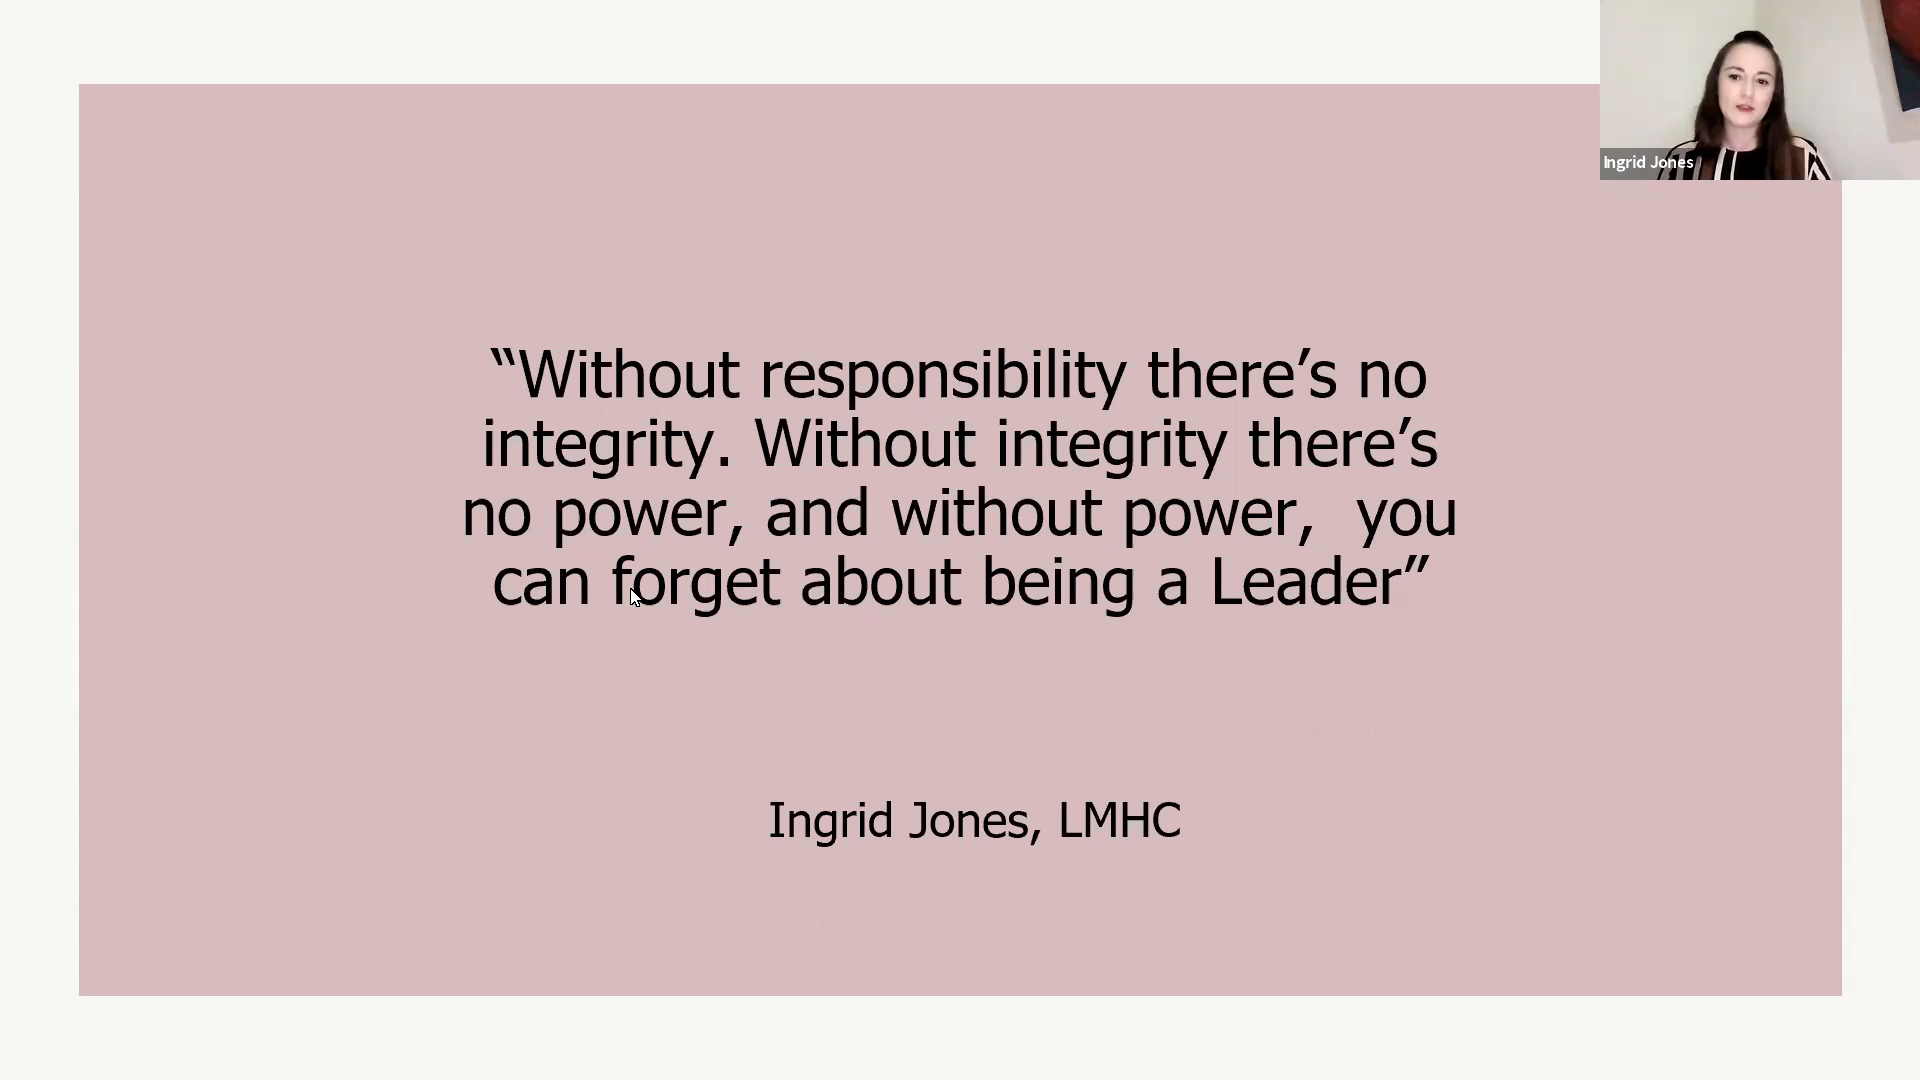 Ingrid Jones
“Without responsibility there’s no
integrity. Without integrity there’s
no power, and without power,  you
can forget about being a Leader”
Ingrid Jones, LMHC